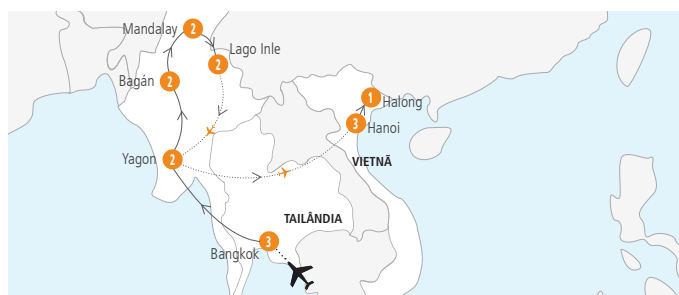 Mandalay 2
Lago Inle
2
Bagán 2
1
Halong
3
Hanoi
Yagon 2
VIETNÃ
TAILÂNDIA
3
Bangkok